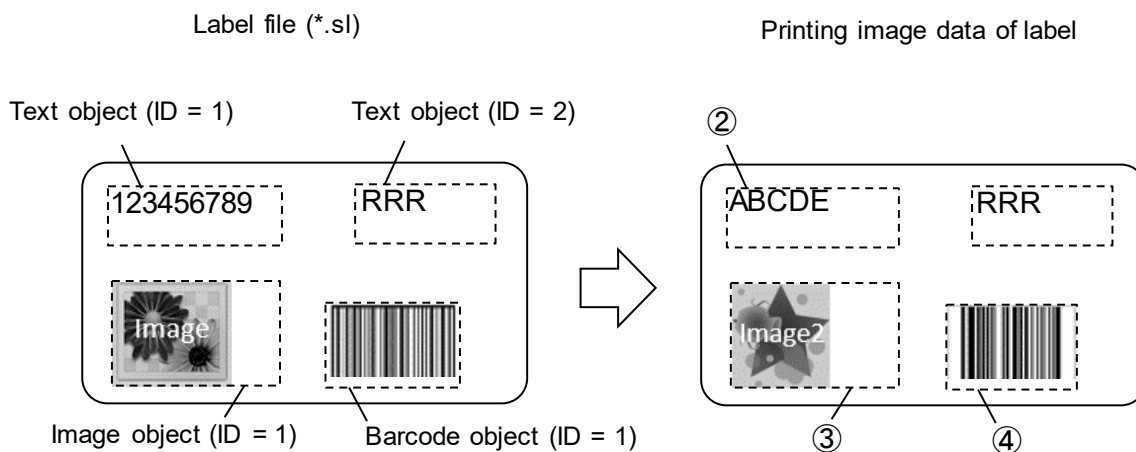 Label file (*.sl)
Printing image data of label
Text object (ID = 1)
Text object (ID = 2)
②
123456789
RRR
ABCDE
RRR
Image
Image2
Image object (ID = 1)
Barcode object (ID = 1)
③
④